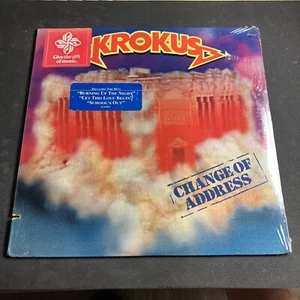 KROKUS
Give the gift
of music.
INCLUDES THE HITS
"BURNING UP THE NIGHT"
"LET THIS LOVE BEGIN"
"SCHOOL'S OUT"
CHANGE OF
ADDRESS